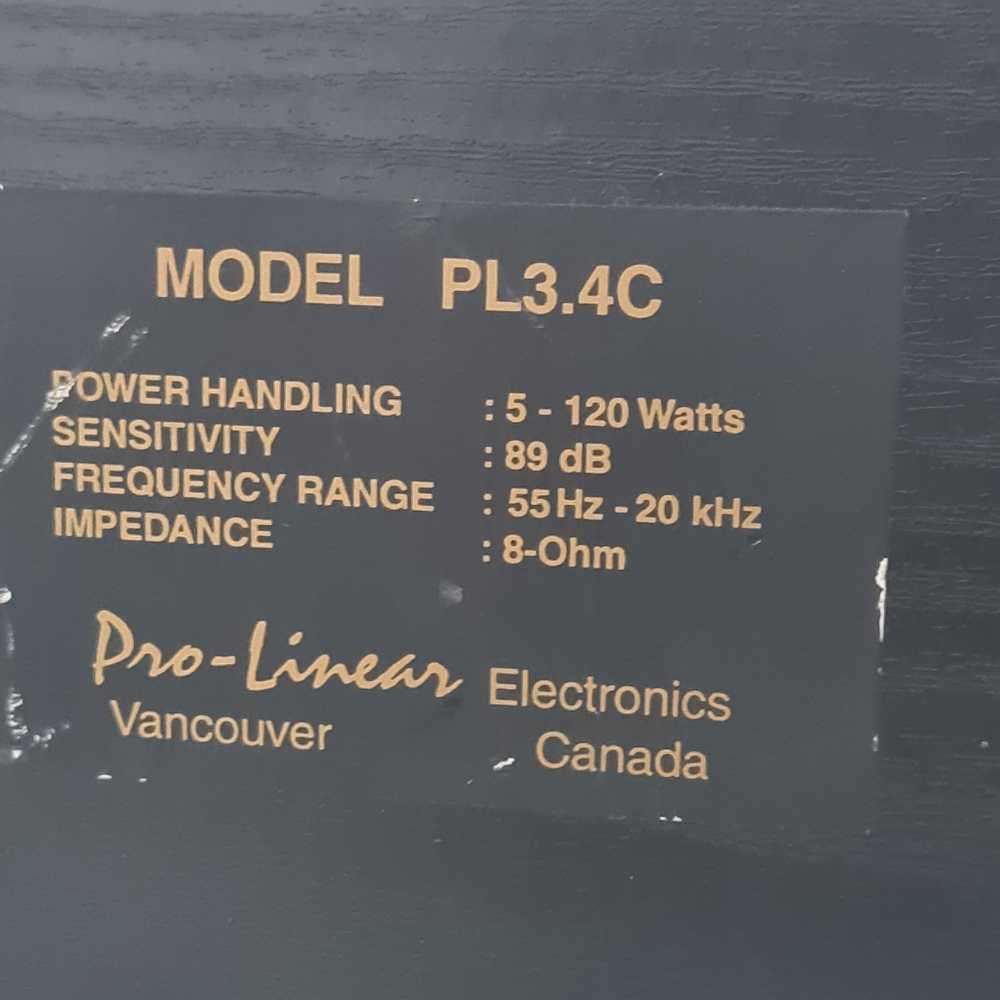 MODEL PL3.4C
POWER HANDLING : 5 - 120 Watts
SENSITIVITY : 89 dB
FREQUENCY RANGE : 55 Hz - 20 kHz
IMPEDANCE : 8-Ohm
Pro-Linear Electronics
Vancouver Canada